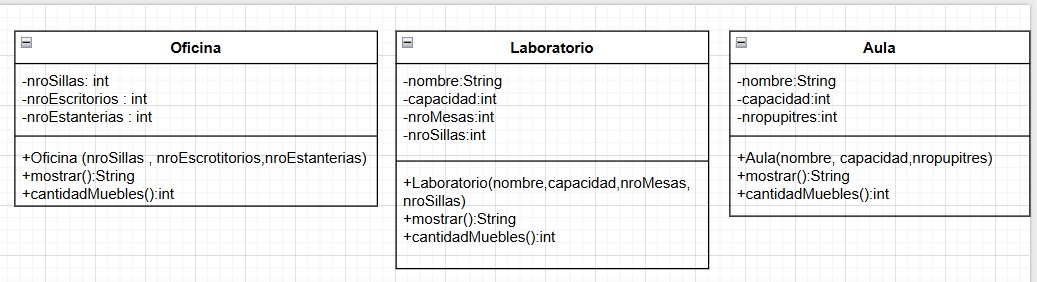 Oficina
-nroSillas: int
-nroEscritorios : int
-nroEstanterias : int
+Oficina (nroSillas , nroEscrotitorios,nroEstanterias)
+mostrar():String
+cantidadMuebles():int
Laboratorio
-nombre:String
-capacidad:int
-nroMesas:int
-nroSillas:int
+Laboratorio(nombre,capacidad,nroMesas,
nroSillas)
+mostrar():String
+cantidadMuebles():int
Aula
-nombre:String
-capacidad:int
-nropupitres:int
+Aula(nombre, capacidad,nropupitres)
+mostrar():String
+cantidadMuebles():int